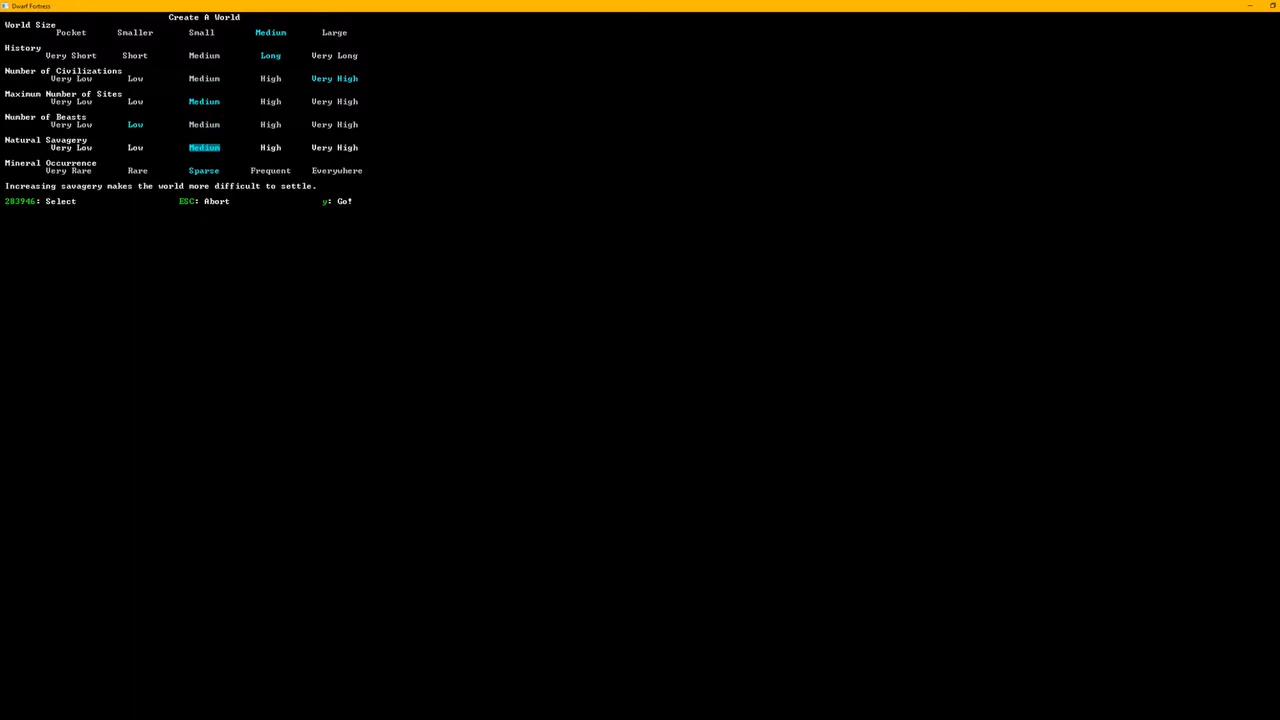 Dwarf Fortress
Create A World
World Size
Pocket Smaller Small Medium Large
History
Very Short Short Medium Long Very Long
Number of Civilizations
Very Low Low Medium High Very High
Maximum Number of Sites
Very Low Low Medium High Very High
Number of Beasts
Very Low Low Medium High Very High
Natural Savagery
Very Low Low Medium High Very High
Mineral Occurrence
Very Rare Rare Sparse Frequent Everywhere
Increasing savagery makes the world more difficult to settle.
283946: Select ESC: Abort y: Go!